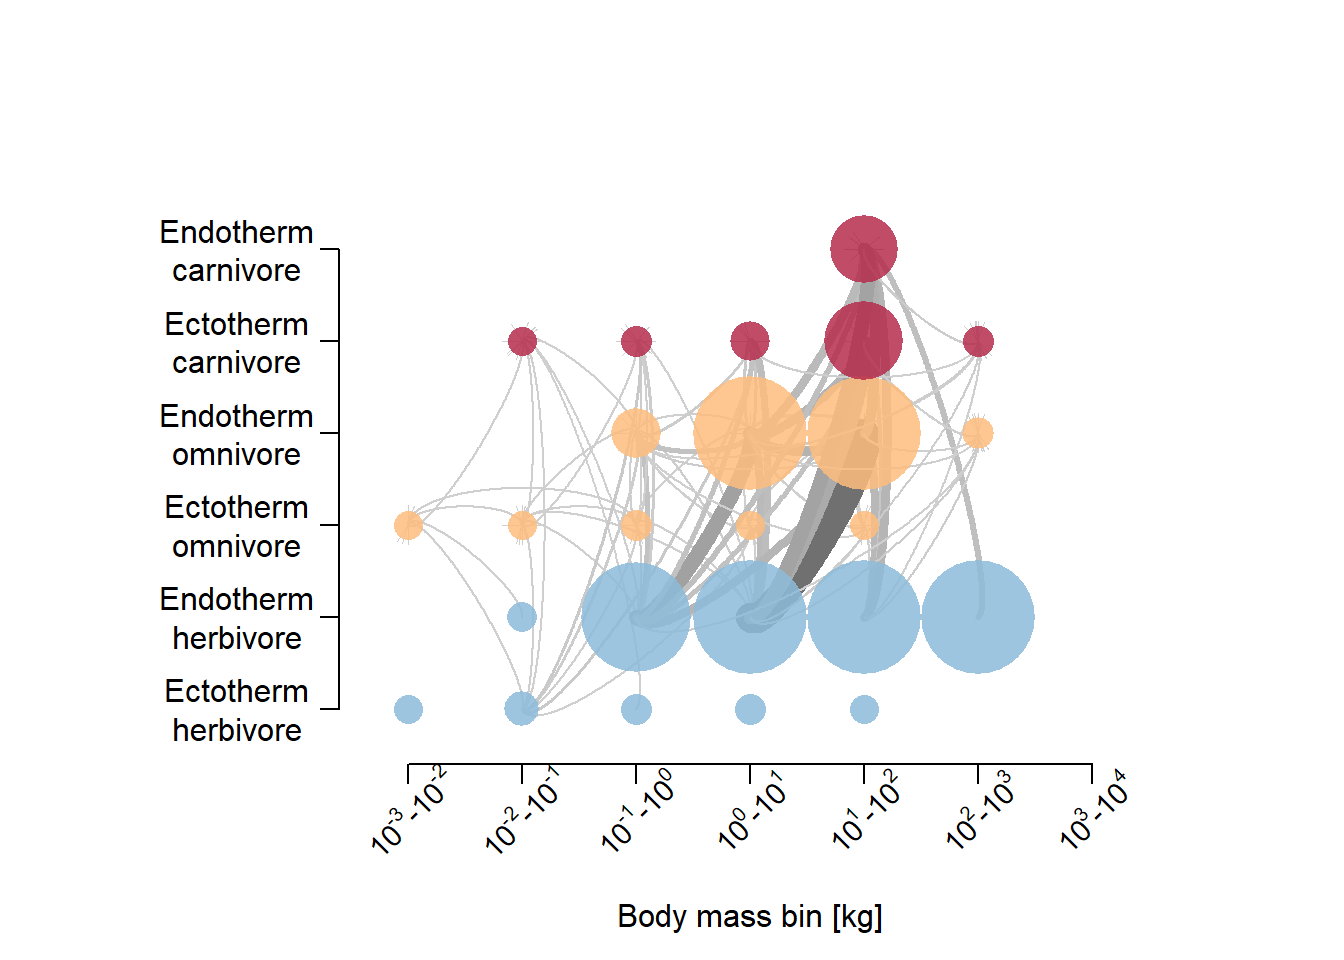 Endotherm
carnivore
Ectotherm
carnivore
Endotherm
omnivore
Ectotherm
omnivore
Endotherm
herbivore
Ectotherm
herbivore
10⁻³-10⁻²
10⁻²-10⁻¹
10⁻¹-10⁰
10⁰-10¹
10¹-10²
10²-10³
10³-10⁴
Body mass bin [kg]